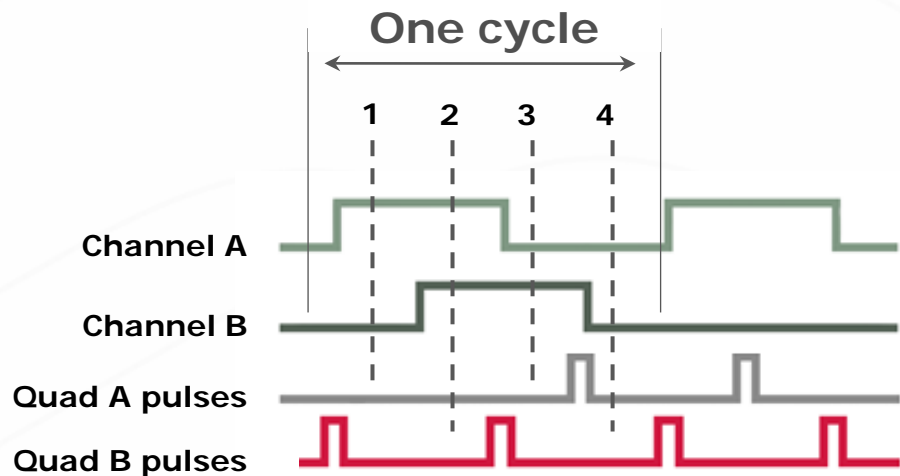 One cycle
1 2 3 4
Channel A
Channel B
Quad A pulses
Quad B pulses